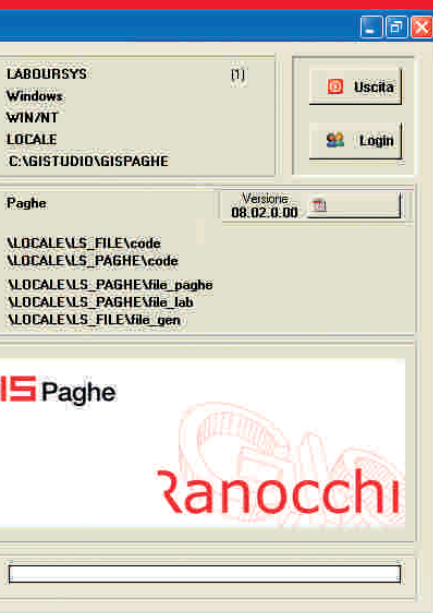 LABOURSYS (1)
Windows
WIN/NT
LOCALE
C:\GISTUDIO\GISPAGHE
Uscita
Login
Paghe
Versione
08.02.0.00
\LOCALE\LS_FILE\code
\LOCALE\LS_PAGHE\code
\LOCALE\LS_PAGHE\file_paghe
\LOCALE\LS_PAGHE\file_lab
\LOCALE\LS_FILE\file_gen
IS Paghe
Ranocchi